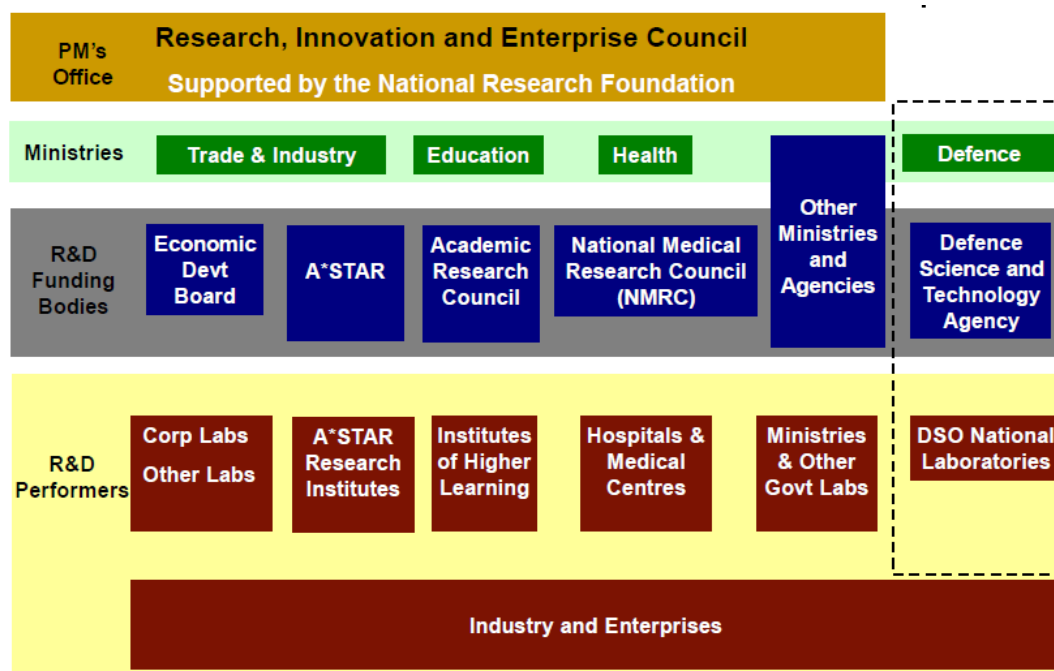 PM's
Office
Research, Innovation and Enterprise Council
Supported by the National Research Foundation
Ministries
Trade & Industry
Education
Health
Defence
Other
Ministries
and
Agencies
R&D
Funding
Bodies
Economic
Devt
Board
A*STAR
Academic
Research
Council
National Medical
Research Council
(NMRC)
Defence
Science and
Technology
Agency
R&D
Performers
Corp Labs
Other Labs
A*STAR
Research
Institutes
Institutes
of Higher
Learning
Hospitals &
Medical
Centres
Ministries
& Other
Govt Labs
DSO National
Laboratories
Industry and Enterprises